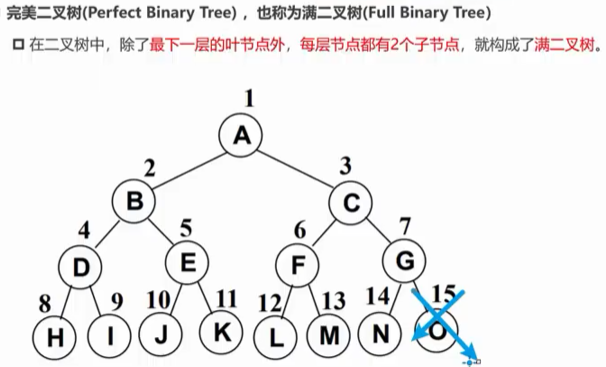 完美二叉树(Perfect Binary Tree) ，也称为满二叉树(Full Binary Tree)
在二叉树中，除了最下一层的叶节点外，每层节点都有2个子节点，就构成了满二叉树。
1
A
2 3
B C
4 5 6 7
D E F G
8 9 10 11 12 13 14 15
H I J K L M N O